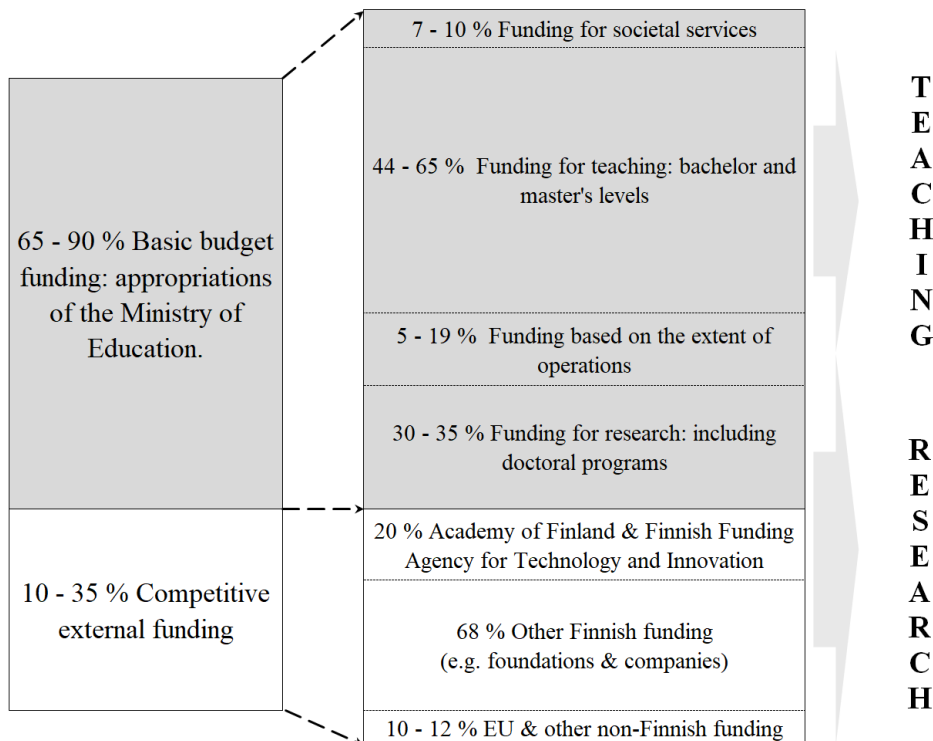 65 - 90 % Basic budget
funding: appropriations
of the Ministry of
Education.
10 - 35 % Competitive
external funding
7 - 10 % Funding for societal services
44 - 65 %  Funding for teaching: bachelor and
master's levels
5 - 19 %  Funding based on the extent of
operations
30 - 35 % Funding for research: including
doctoral programs
20 % Academy of Finland & Finnish Funding
Agency for Technology and Innovation
68 % Other Finnish funding
(e.g. foundations & companies)
10 - 12 % EU & other non-Finnish funding
TEACHING
RESEARCH